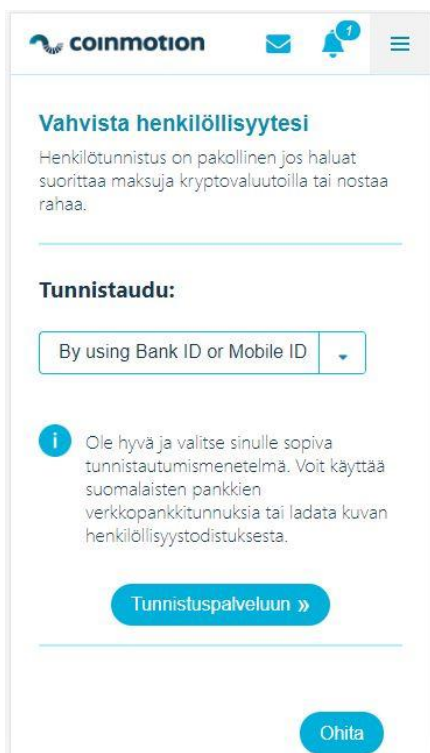 coinmotion
1
Vahvista henkilöllisyytesi
Henkilötunnistus on pakollinen jos haluat
suorittaa maksuja kryptovaluutoilla tai nostaa
rahaa.
Tunnistaudu:
By using Bank ID or Mobile ID
i
Ole hyvä ja valitse sinulle sopiva
tunnistautumismenetelmä. Voit käyttää
suomalaisten pankkien
verkkopankkitunnuksia tai ladata kuvan
henkilöllisyystodistuksesta.
Tunnistuspalveluun »
Ohita